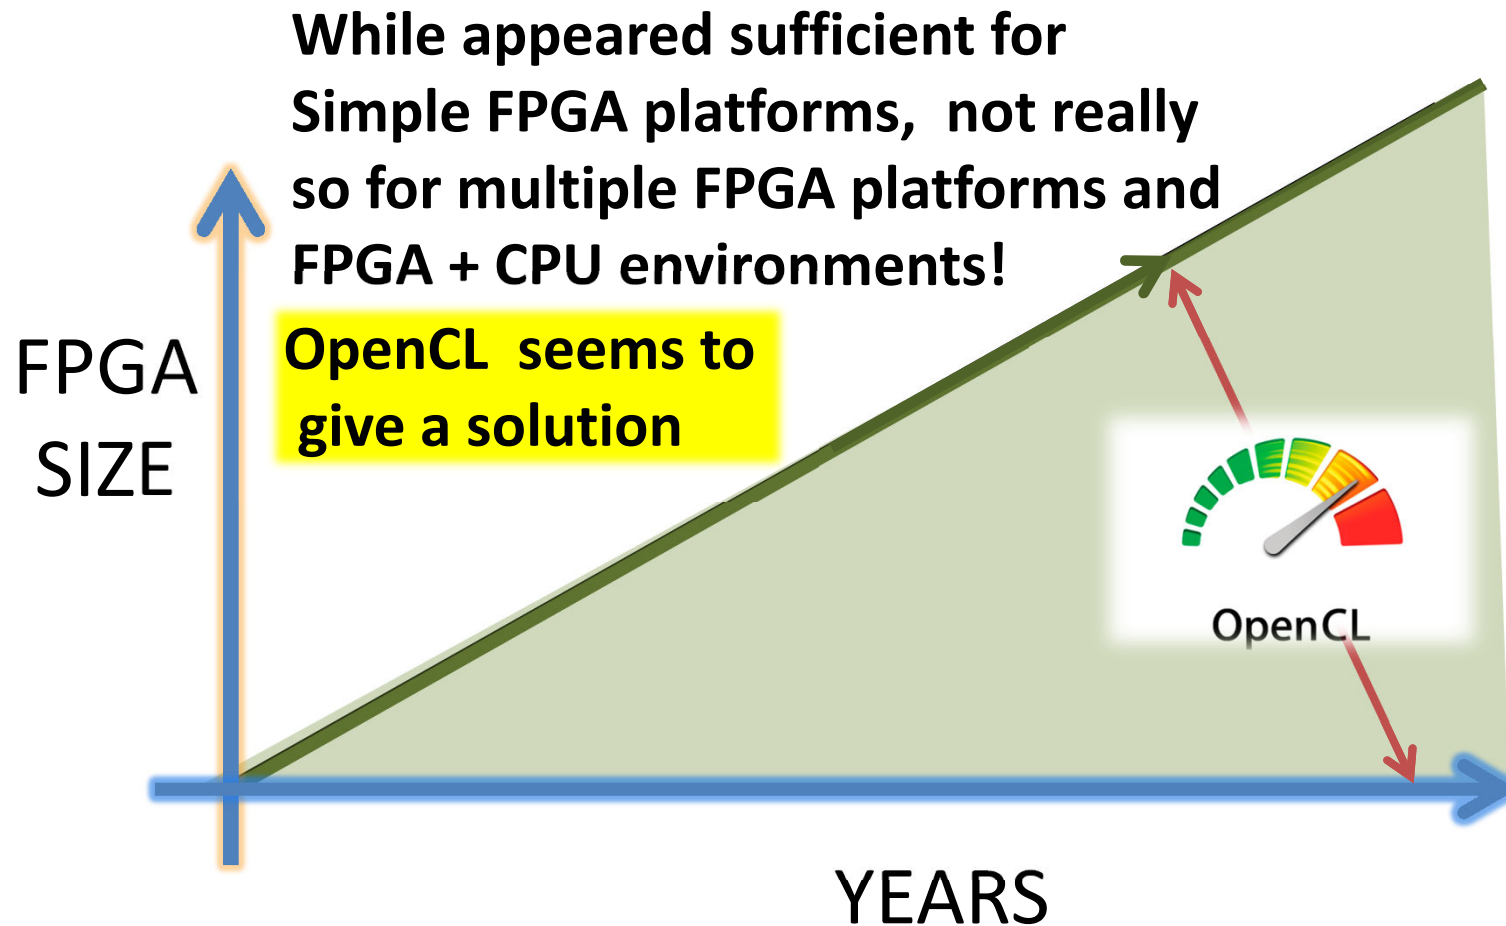 While appeared sufficient for
Simple FPGA platforms, not really
so for multiple FPGA platforms and
FPGA + CPU environments!
OpenCL seems to
give a solution
FPGA
SIZE
OpenCL
YEARS